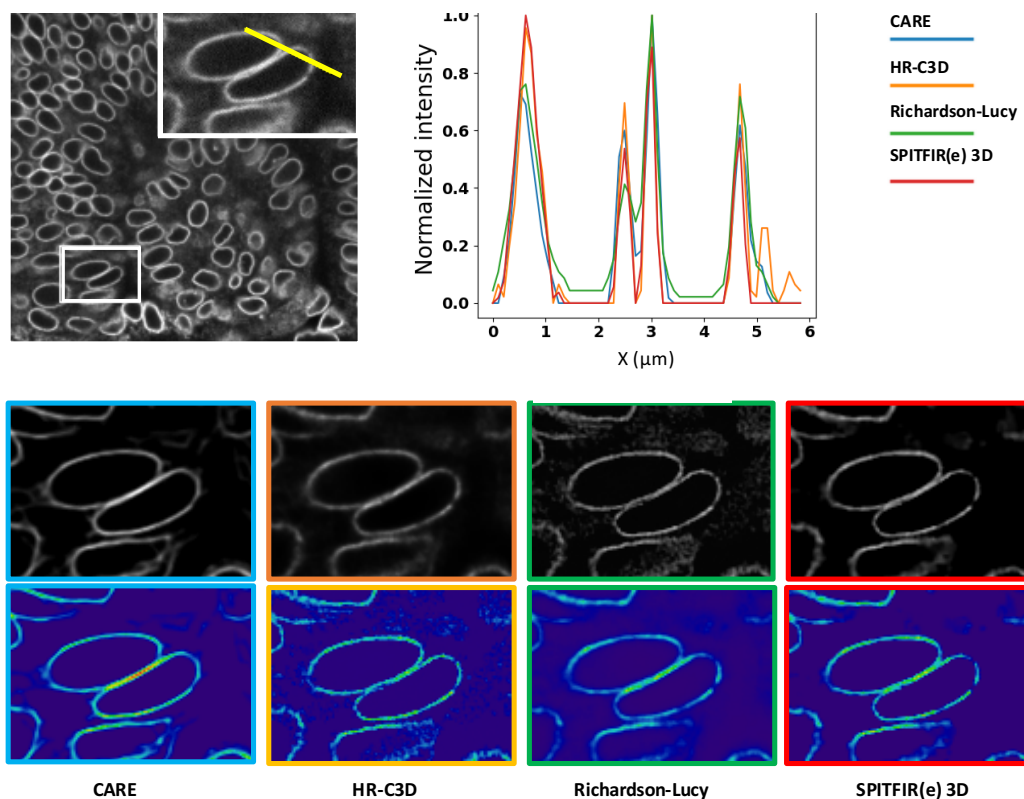 1.0
0.8
0.6
0.4
0.2
0.0
Normalized intensity
0 1 2 3 4 5 6
X (μm)
CARE
HR-C3D
Richardson-Lucy
SPITFIR(e) 3D
CARE HR-C3D Richardson-Lucy SPITFIR(e) 3D